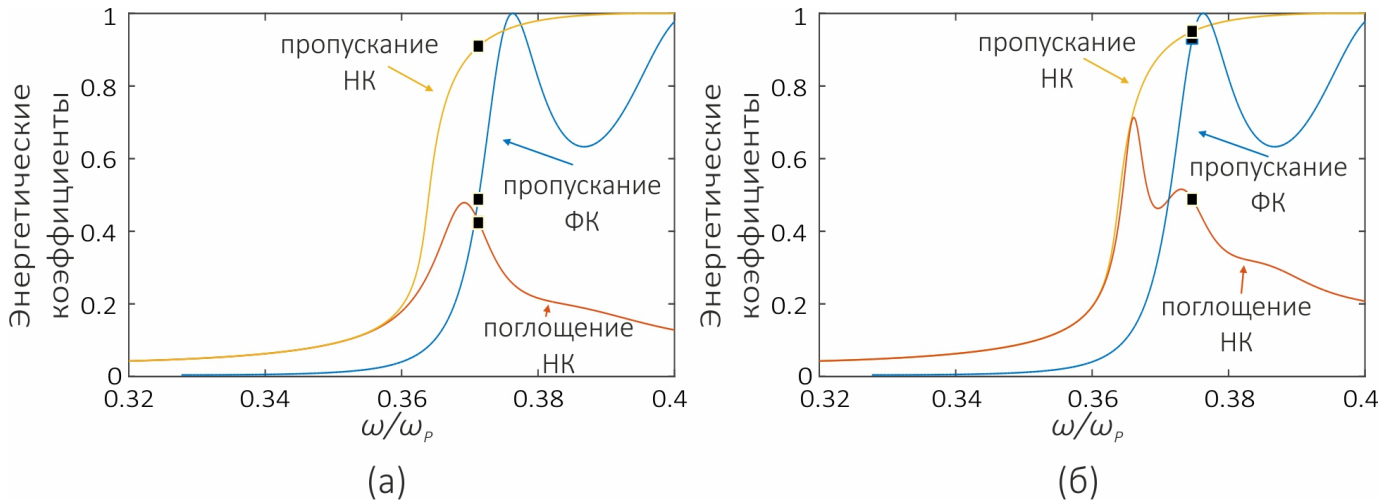 Энергетические
коэффициенты
1
0.8
0.6
0.4
0.2
0
0.32
0.34
0.36
0.38
0.4
ω/ωP
пропускание
НК
пропускание
ФК
поглощение
НК
(а)
Энергетические
коэффициенты
1
0.8
0.6
0.4
0.2
0
0.32
0.34
0.36
0.38
0.4
ω/ωP
пропускание
НК
пропускание
ФК
поглощение
НК
(б)